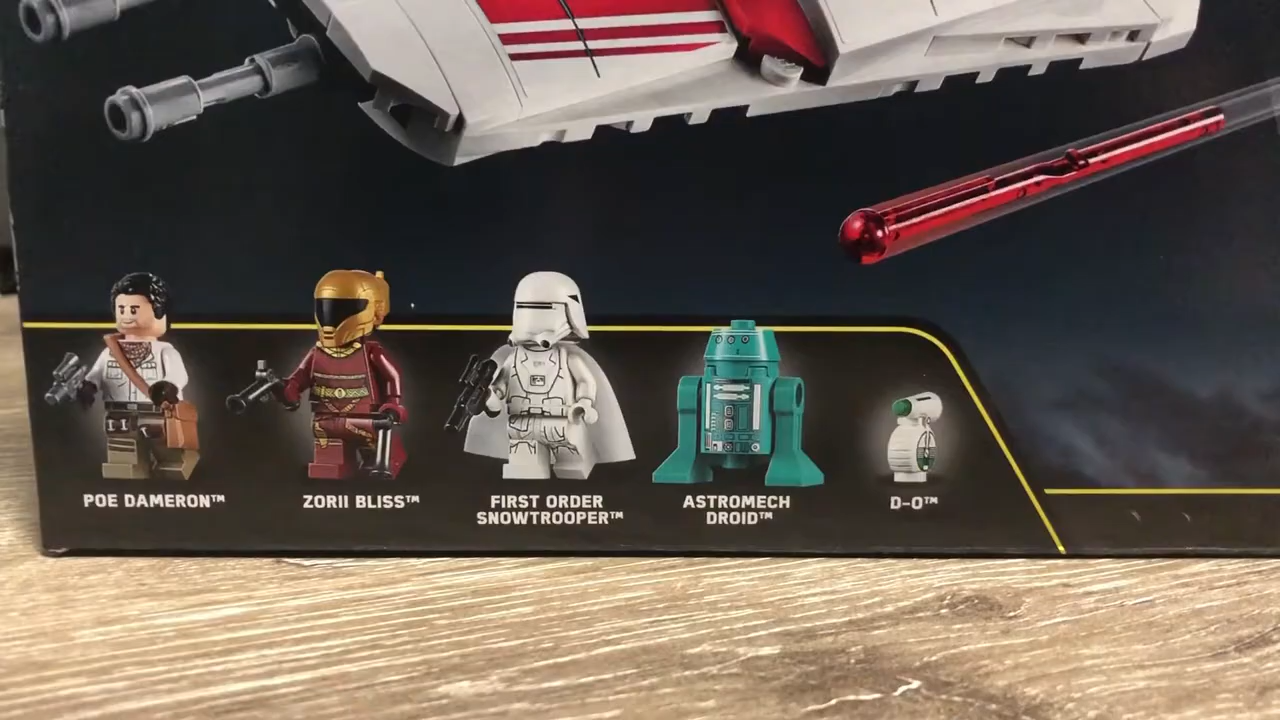 POE DAMERON™
ZORII BLISS™
FIRST ORDER
SNOWTROOPER™
ASTROMECH
DROID™
D-O™